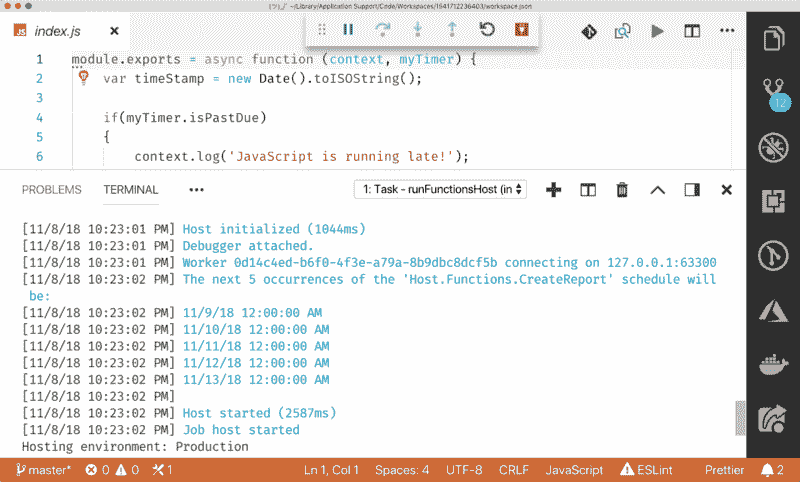 ~/Library/Application Support/Code/Workspaces/1541712236403/workspace.json
JS index.js
1 module.exports = async function (context, myTimer) {
2 var timeStamp = new Date().toISOString();
3
4 if(myTimer.isPastDue)
5 {
6 context.log('JavaScript is running late!');
12
PROBLEMS TERMINAL ••• 1: Task - runFunctionsHost (in
[11/8/18 10:23:01 PM] Host initialized (1044ms)
[11/8/18 10:23:01 PM] Debugger attached.
[11/8/18 10:23:01 PM] Worker 0d14c4ed-b6f0-4f3e-a79a-8b9dbc8dcf5b connecting on 127.0.0.1:63300
[11/8/18 10:23:02 PM] The next 5 occurrences of the 'Host.Functions.CreateReport' schedule will
be:
[11/8/18 10:23:02 PM] 11/9/18 12:00:00 AM
[11/8/18 10:23:02 PM] 11/10/18 12:00:00 AM
[11/8/18 10:23:02 PM] 11/11/18 12:00:00 AM
[11/8/18 10:23:02 PM] 11/12/18 12:00:00 AM
[11/8/18 10:23:02 PM] 11/13/18 12:00:00 AM
[11/8/18 10:23:02 PM]
[11/8/18 10:23:02 PM] Host started (2587ms)
[11/8/18 10:23:02 PM] Job host started
Hosting environment: Production
master* 0 0 1 Ln 1, Col 1 Spaces: 4 UTF-8 CRLF JavaScript ESLint Prettier 2